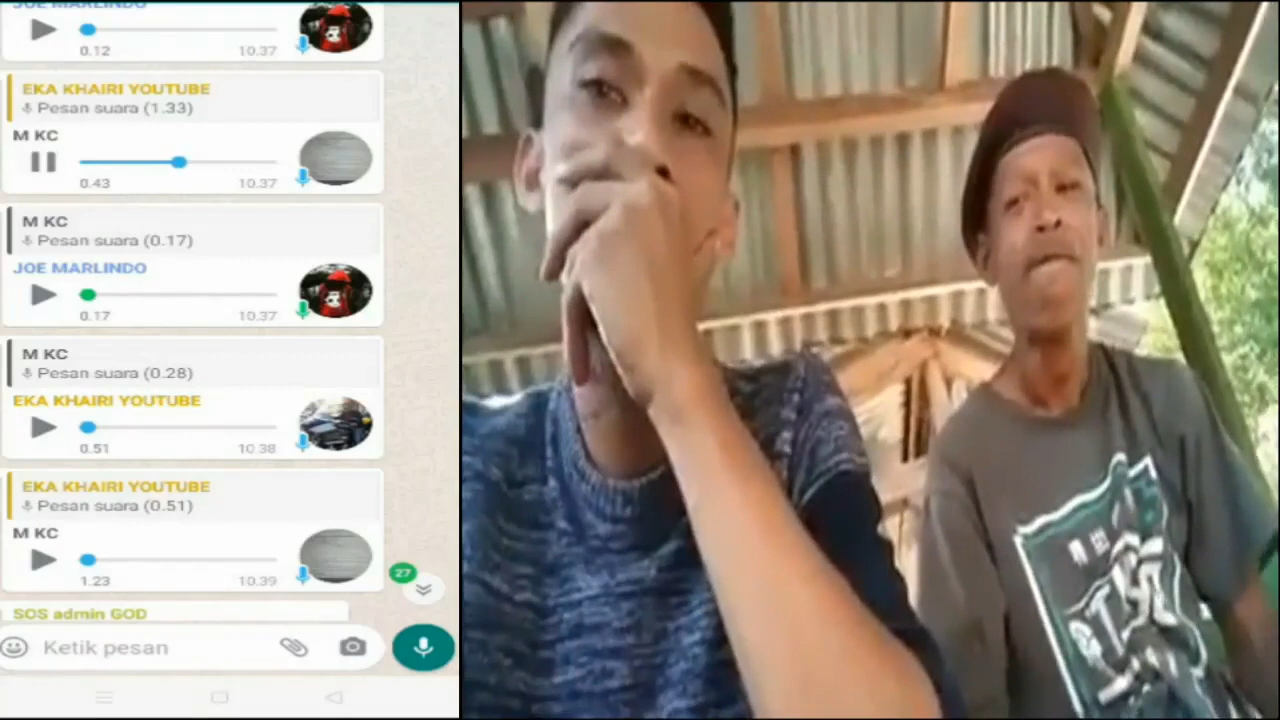 JOE MARLINDO
0.12 10.37
EKA KHAIRI YOUTUBE
Pesan suara (1.33)
M KC
0.43 10.37
M KC
Pesan suara (0.17)
JOE MARLINDO
0.17 10.37
M KC
Pesan suara (0.28)
EKA KHAIRI YOUTUBE
0.51 10.38
EKA KHAIRI YOUTUBE
Pesan suara (0.51)
M KC
1.23 10.39
27
SOS admin GOD
Ketik pesan